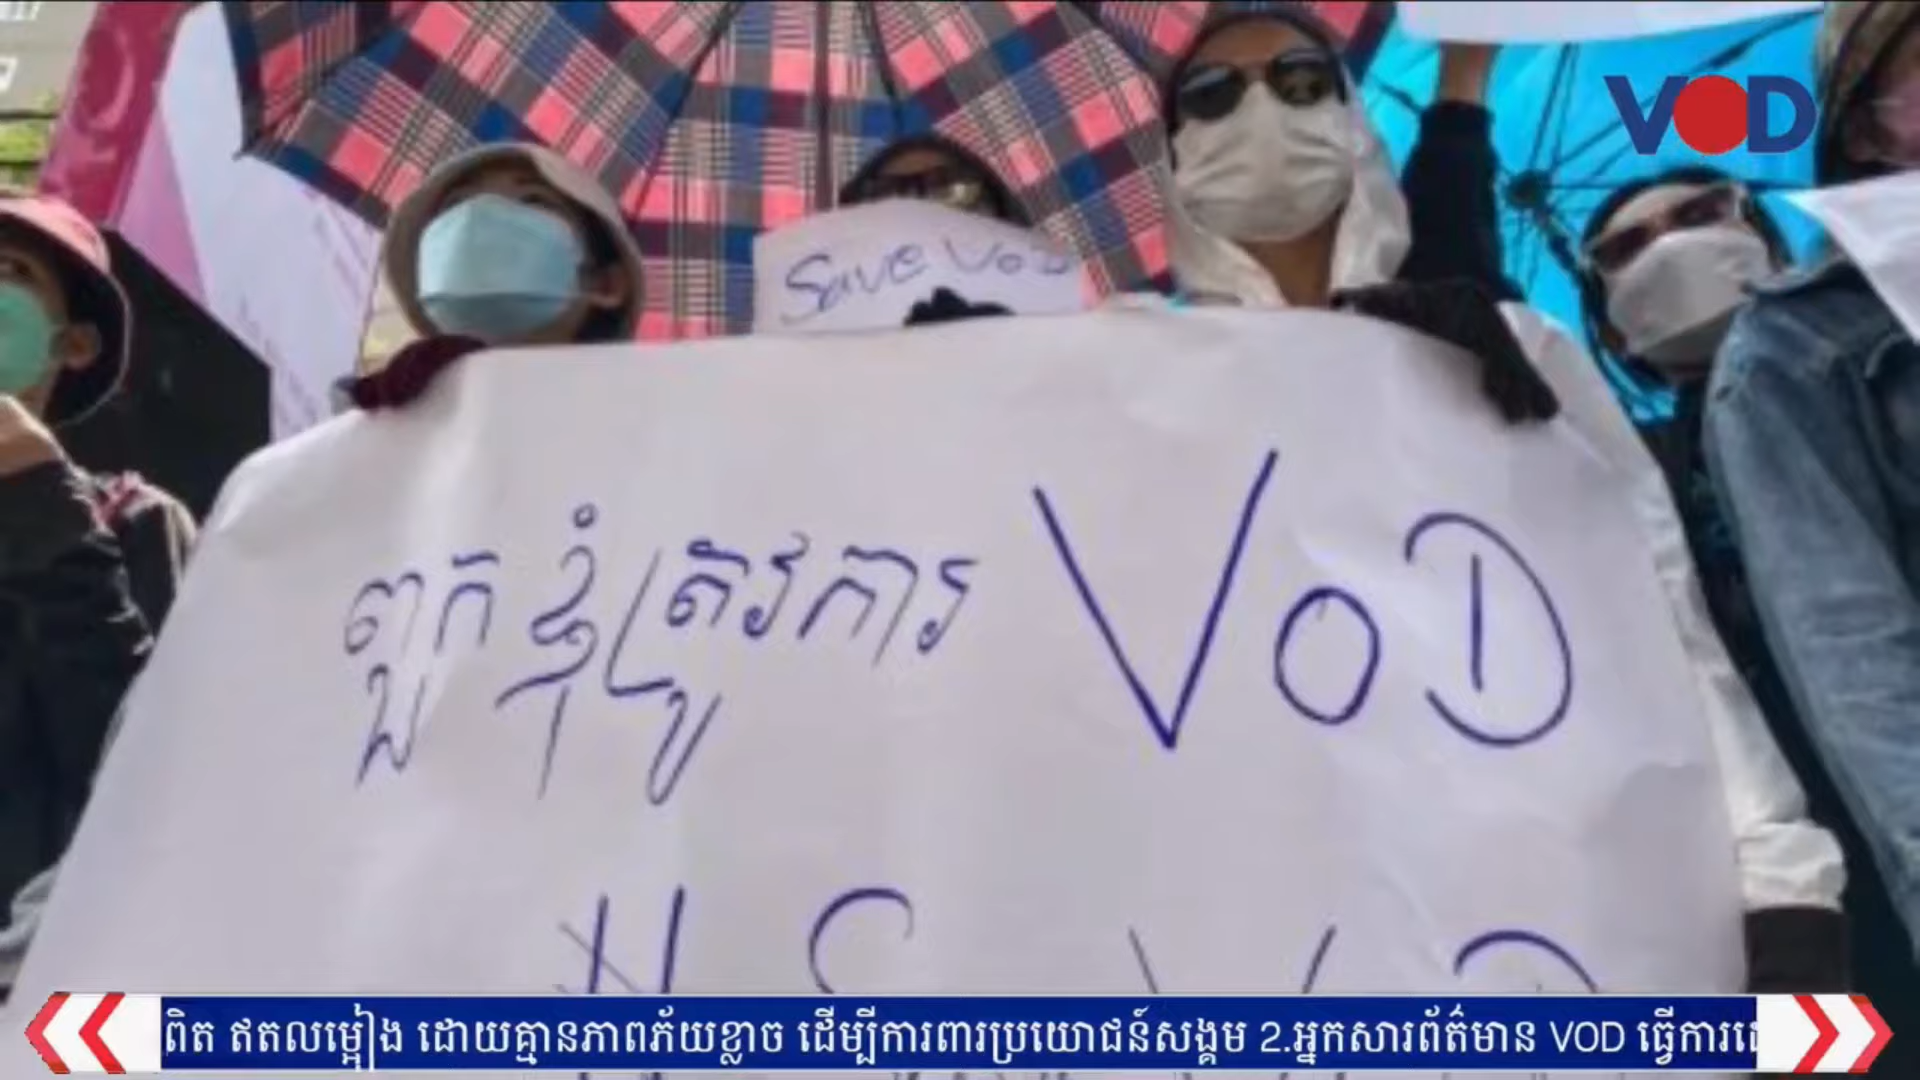 VOD
Save VOD
ពួកខ្ញុំត្រូវការ VOD
ពិត ឥតលម្អៀង ដោយគ្មានភាពភ័យខ្លាច ដើម្បីការពារប្រយោជន៍សង្គម 2.អ្នកសារព័ត៌មាន VOD ធ្វើការដោ